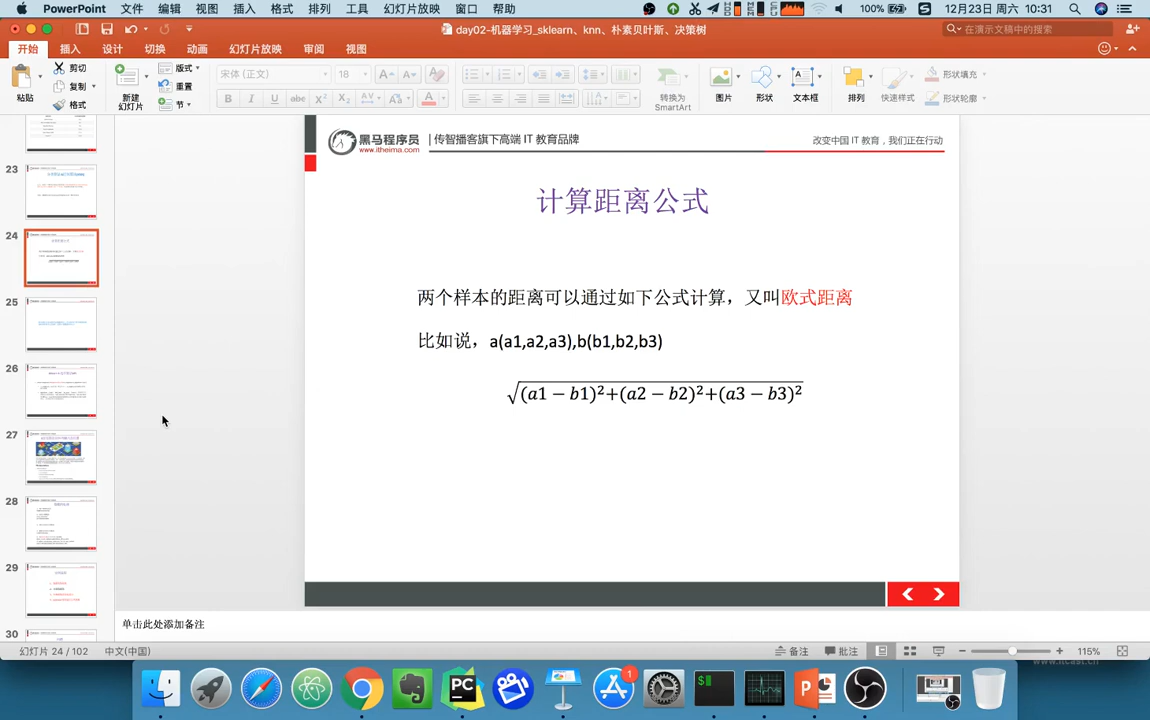 PowerPoint 文件 编辑 视图 插入 格式 工具 幻灯片放映 窗口 帮助 100% 12月23日 周六 10:31
day02-机器学习_sklearn、knn、朴素贝叶斯、决策树
在演示文稿中的搜索
开始 插入 设计 切换 动画 幻灯片放映 审阅 视图
粘贴 剪切 复制 格式 新建幻灯片 版式 重置 节
宋体 (正文) 18
B I U abc X² X₂ AV
转换为 SmartArt 图片 形状 文本框 排列 快速样式 形状填充 形状轮廓
黑马程序员 www.itheima.com
传智播客旗下高端 IT 教育品牌
改变中国 IT 教育，我们正在行动
计算距离公式
两个样本的距离可以通过如下公式计算，又叫欧式距离
比如说，a(a1,a2,a3),b(b1,b2,b3)
√(a1 − b1)²+(a2 − b2)²+(a3 − b3)²
23
24
25
26
27
28
29
30
单击此处添加备注
幻灯片 24 / 102 中文(中国) 备注 批注 115%
www.itcast.cn
PC
1